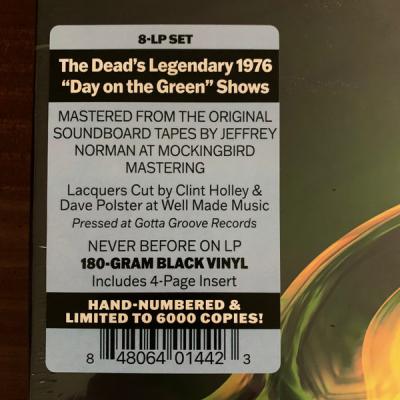 8-LP SET
The Dead's Legendary 1976
"Day on the Green" Shows
MASTERED FROM THE ORIGINAL
SOUNDBOARD TAPES BY JEFFREY
NORMAN AT MOCKINGBIRD
MASTERING
Lacquers Cut by Clint Holley &
Dave Polster at Well Made Music
Pressed at Gotta Groove Records
NEVER BEFORE ON LP
180-GRAM BLACK VINYL
Includes 4-Page Insert
HAND-NUMBERED &
LIMITED TO 6000 COPIES!
8 48064 01442 3